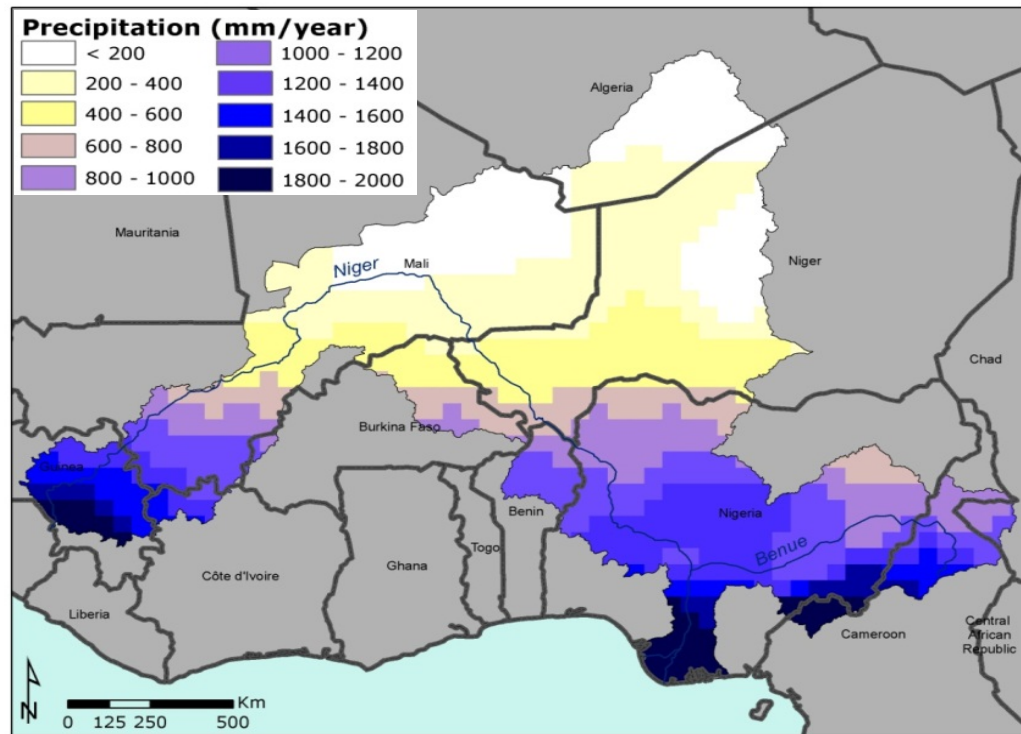 Precipitation (mm/year)
< 200
200 - 400
400 - 600
600 - 800
800 - 1000
1000 - 1200
1200 - 1400
1400 - 1600
1600 - 1800
1800 - 2000
Algeria
Mauritania
Niger
Mali
Niger
Chad
Burkina Faso
Guinea
Benin
Nigeria
Togo
Benue
Côte d'Ivoire
Ghana
Liberia
Cameroon
Central
African
Republic
N
Km
0 125 250 500